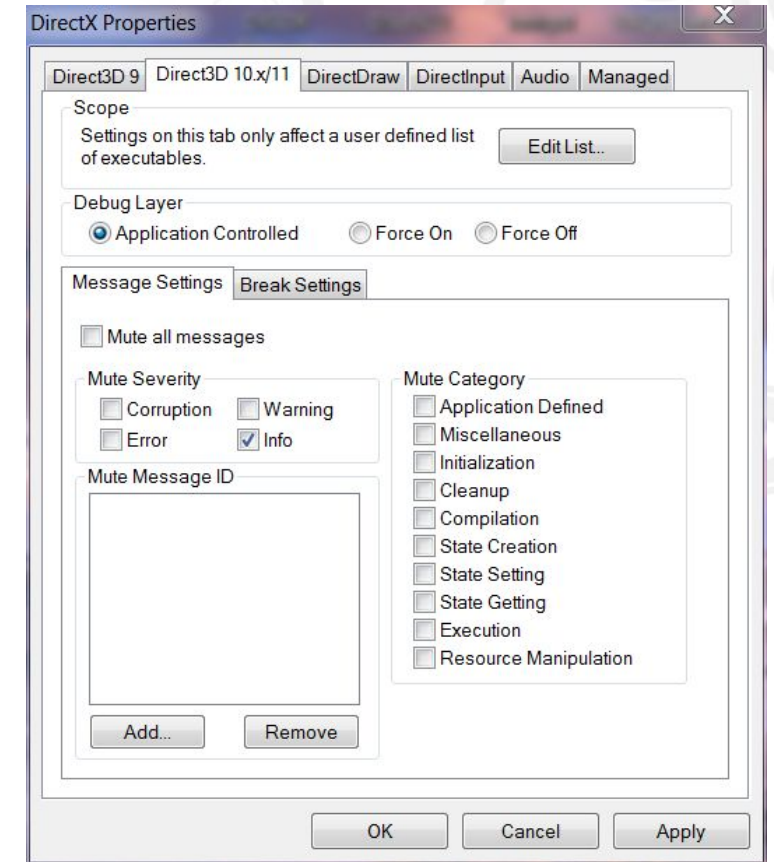 DirectX Properties
X
Direct3D 9 Direct3D 10.x/11 DirectDraw DirectInput Audio Managed
Scope
Settings on this tab only affect a user defined list
of executables.
Edit List...
Debug Layer
Application Controlled Force On Force Off
Message Settings Break Settings
Mute all messages
Mute Severity
Corruption Warning
Error Info
Mute Message ID
Add... Remove
Mute Category
Application Defined
Miscellaneous
Initialization
Cleanup
Compilation
State Creation
State Setting
State Getting
Execution
Resource Manipulation
OK Cancel Apply